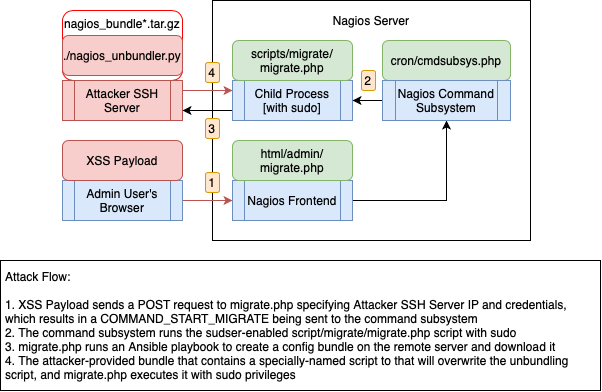 nagios_bundle*.tar.gz
./nagios_unbundler.py
Attacker SSH
Server
Nagios Server
scripts/migrate/
migrate.php
Child Process
[with sudo]
cron/cmdsubsys.php
Nagios Command
Subsystem
4
2
3
XSS Payload
Admin User's
Browser
1
html/admin/
migrate.php
Nagios Frontend
Attack Flow:
1. XSS Payload sends a POST request to migrate.php specifying Attacker SSH Server IP and credentials,
which results in a COMMAND_START_MIGRATE being sent to the command subsystem
2. The command subsystem runs the sudser-enabled script/migrate/migrate.php script with sudo
3. migrate.php runs an Ansible playbook to create a config bundle on the remote server and download it
4. The attacker-provided bundle that contains a specially-named script to that will overwrite the unbundling
script, and migrate.php executes it with sudo privileges